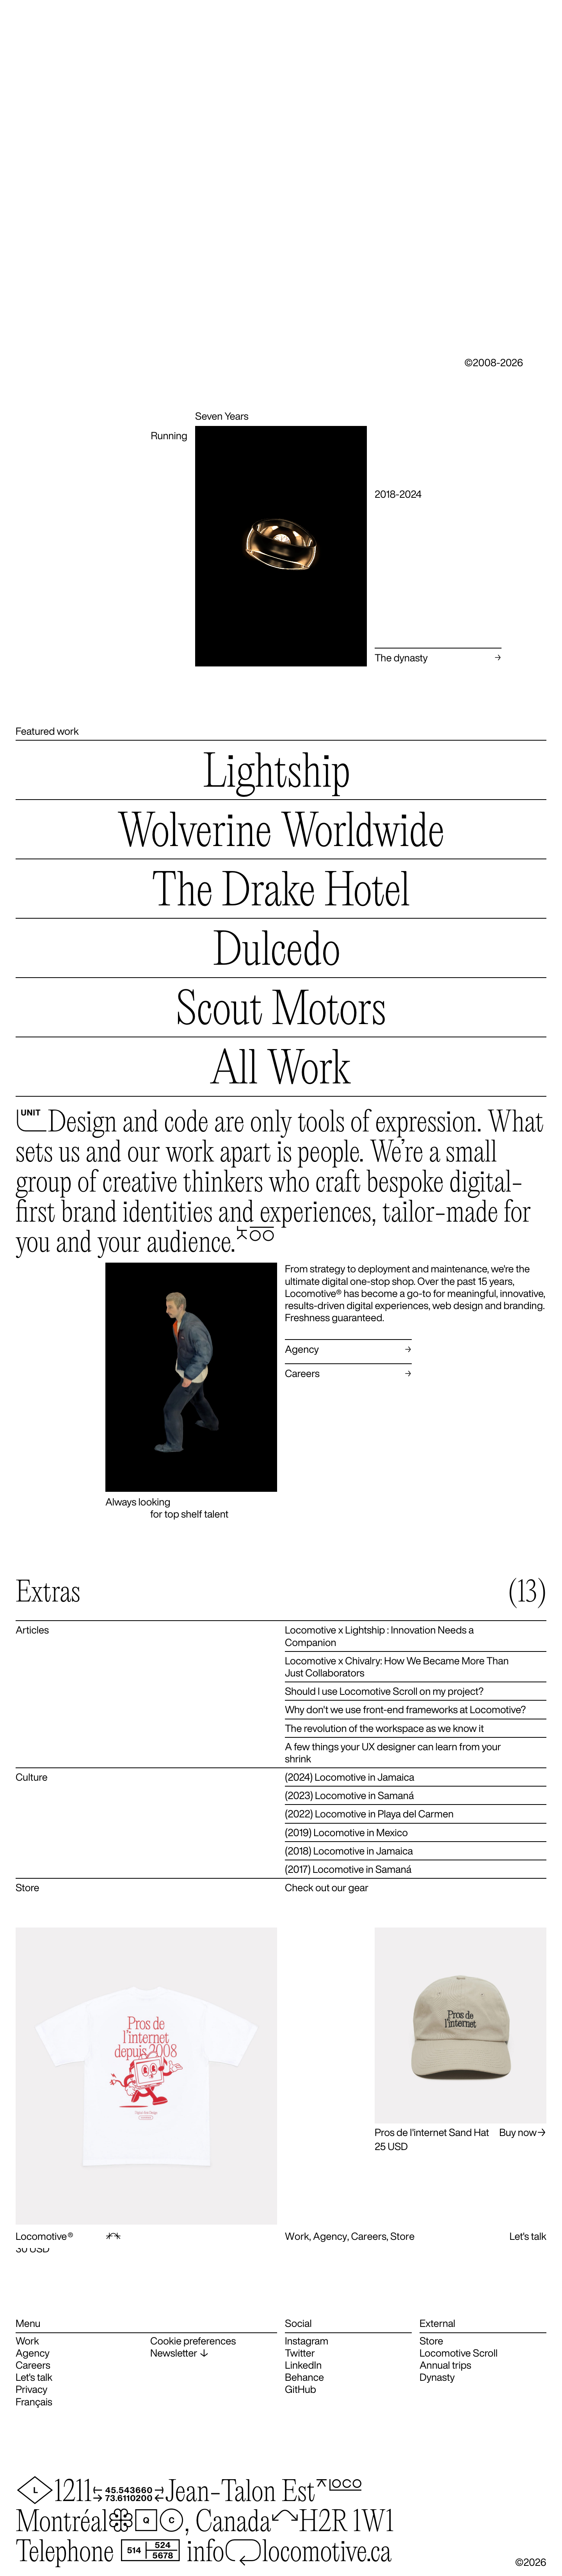 ©2008-2026
Seven Years
Running
2018-2024
The dynasty →
Featured work
Lightship
Wolverine Worldwide
The Drake Hotel
Dulcedo
Scout Motors
All Work
UNIT Design and code are only tools of expression. What
sets us and our work apart is people. We're a small
group of creative thinkers who craft bespoke digital-
first brand identities and experiences, tailor-made for
you and your audience.
From strategy to deployment and maintenance, we're the
ultimate digital one-stop shop. Over the past 15 years,
Locomotive® has become a go-to for meaningful, innovative,
results-driven digital experiences, web design and branding.
Freshness guaranteed.
Agency →
Careers →
Always looking
for top shelf talent
Extras (13)
Articles
Locomotive x Lightship : Innovation Needs a
Companion
Locomotive x Chivalry: How We Became More Than
Just Collaborators
Should I use Locomotive Scroll on my project?
Why don't we use front-end frameworks at Locomotive?
The revolution of the workspace as we know it
A few things your UX designer can learn from your
shrink
Culture
(2024) Locomotive in Jamaica
(2023) Locomotive in Samaná
(2022) Locomotive in Playa del Carmen
(2019) Locomotive in Mexico
(2018) Locomotive in Jamaica
(2017) Locomotive in Samaná
Store
Check out our gear
Pros de
l'internet
depuis 2008
Pros de
l'internet
Pros de l'internet Sand Hat Buy now→
25 USD
Locomotive® Work, Agency, Careers, Store Let's talk
30 USD
Menu
Work
Agency
Careers
Let's talk
Privacy
Français
Cookie preferences
Newsletter ↓
Social
Instagram
Twitter
LinkedIn
Behance
GitHub
External
Store
Locomotive Scroll
Annual trips
Dynasty
L 1211 ← 45.543660 → 73.6110200 ← Jean-Talon Est LOCO
Montréal Q C, Canada H2R 1W1
Telephone 514 524 5678 info locomotive.ca
©2026